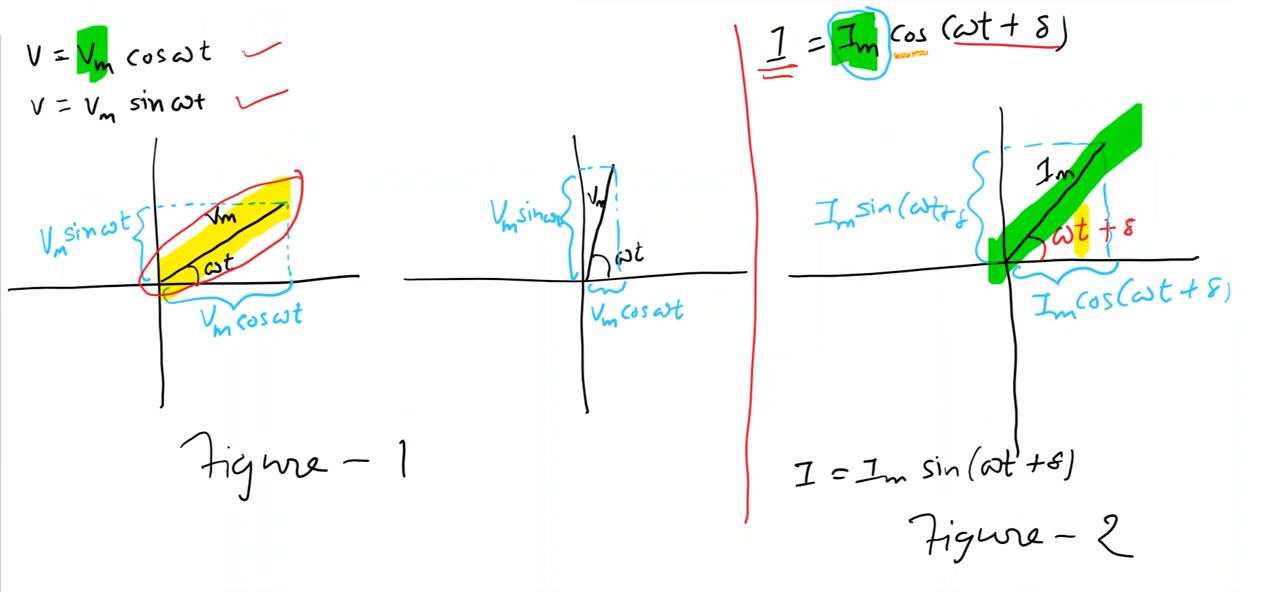 V = Vₘ cos ωt
V = Vₘ sin ωt
Vₘ sin ωt
Vₘ
ωt
Vₘ cos ωt
Vₘ sin ωt
Vₘ
ωt
Vₘ cos ωt
Figure - 1
I = Iₘ cos (ωt + δ)
Iₘ sin(ωt+δ
Iₘ
ωt + δ
Iₘ cos(ωt + δ)
I = Iₘ sin(ωt + δ)
Figure - 2